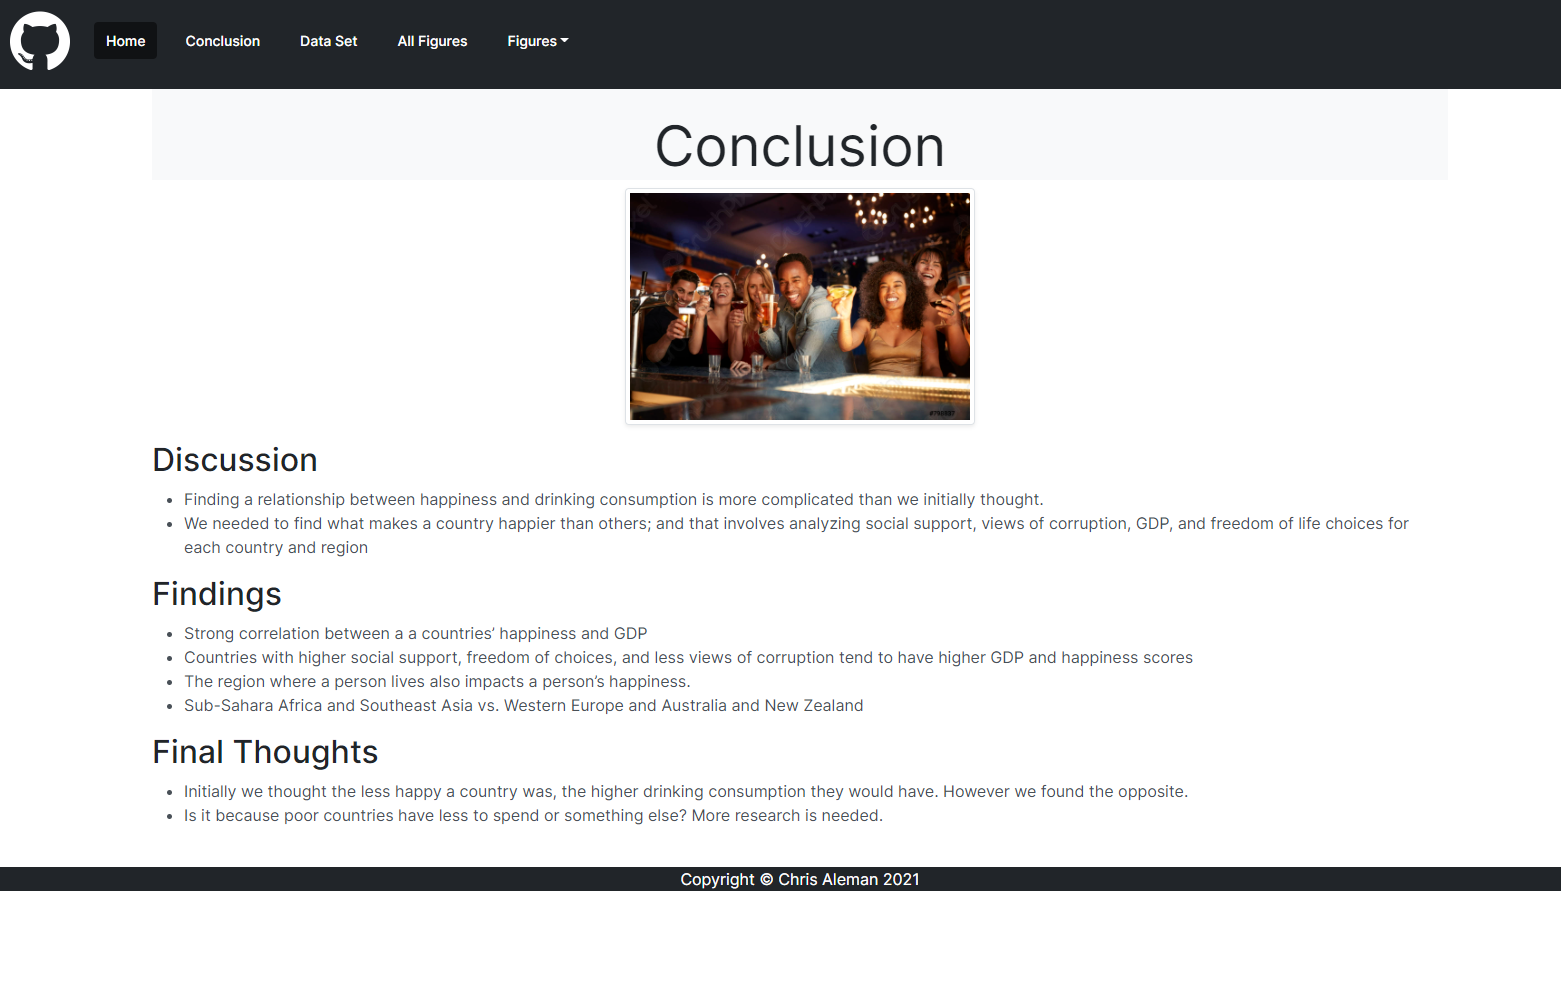 Home Conclusion Data Set All Figures Figures
Conclusion
Discussion
Finding a relationship between happiness and drinking consumption is more complicated than we initially thought.
We needed to find what makes a country happier than others; and that involves analyzing social support, views of corruption, GDP, and freedom of life choices for
each country and region
Findings
Strong correlation between a a countries’ happiness and GDP
Countries with higher social support, freedom of choices, and less views of corruption tend to have higher GDP and happiness scores
The region where a person lives also impacts a person’s happiness.
Sub-Sahara Africa and Southeast Asia vs. Western Europe and Australia and New Zealand
Final Thoughts
Initially we thought the less happy a country was, the higher drinking consumption they would have. However we found the opposite.
Is it because poor countries have less to spend or something else? More research is needed.
Copyright © Chris Aleman 2021